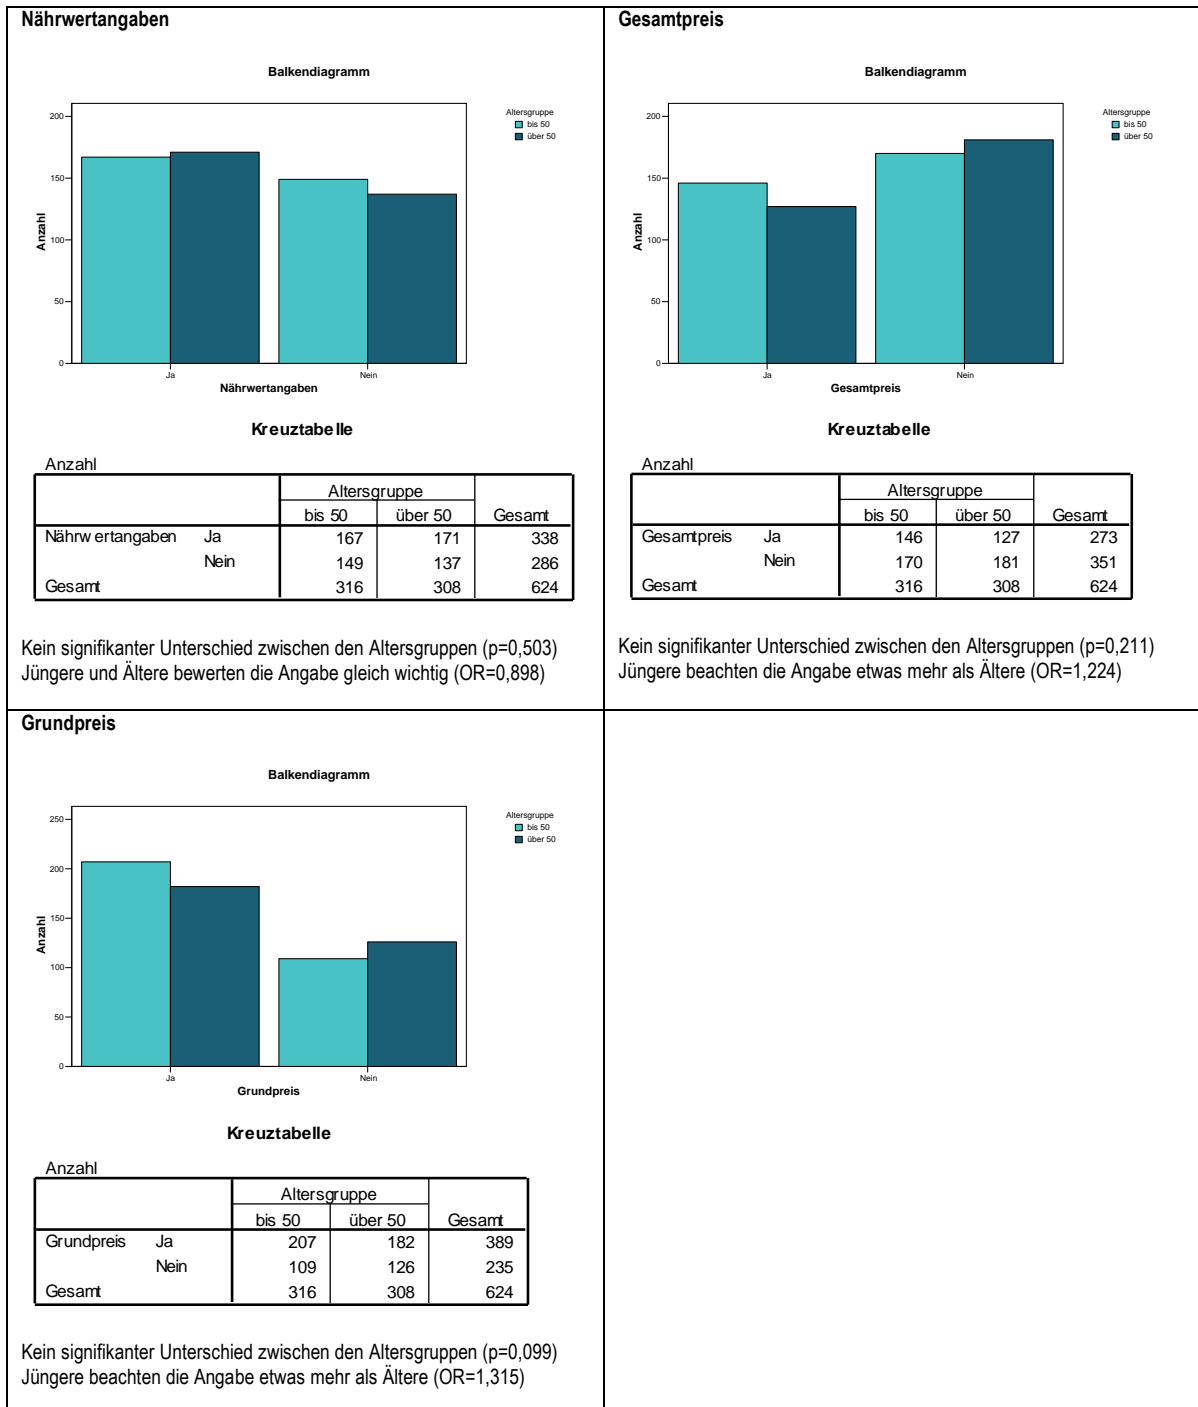 Nährwertangaben
Balkendiagramm
200
150
100
50
0
Anzahl
Ja
Nein
Nährwertangaben
Altersgruppe
bis 50
über 50
Kreuztabelle
Anzahl
Altersgruppe
bis 50 über 50 Gesamt
Nährw ertangaben Ja 167 171 338
Nein 149 137 286
Gesamt 316 308 624
Kein signifikanter Unterschied zwischen den Altersgruppen (p=0,503)
Jüngere und Ältere bewerten die Angabe gleich wichtig (OR=0,898)
Gesamtpreis
Balkendiagramm
200
150
100
50
0
Anzahl
Ja
Nein
Gesamtpreis
Altersgruppe
bis 50
über 50
Kreuztabelle
Anzahl
Altersgruppe
bis 50 über 50 Gesamt
Gesamtpreis Ja 146 127 273
Nein 170 181 351
Gesamt 316 308 624
Kein signifikanter Unterschied zwischen den Altersgruppen (p=0,211)
Jüngere beachten die Angabe etwas mehr als Ältere (OR=1,224)
Grundpreis
Balkendiagramm
250
200
150
100
50
0
Anzahl
Ja
Nein
Grundpreis
Altersgruppe
bis 50
über 50
Kreuztabelle
Anzahl
Altersgruppe
bis 50 über 50 Gesamt
Grundpreis Ja 207 182 389
Nein 109 126 235
Gesamt 316 308 624
Kein signifikanter Unterschied zwischen den Altersgruppen (p=0,099)
Jüngere beachten die Angabe etwas mehr als Ältere (OR=1,315)